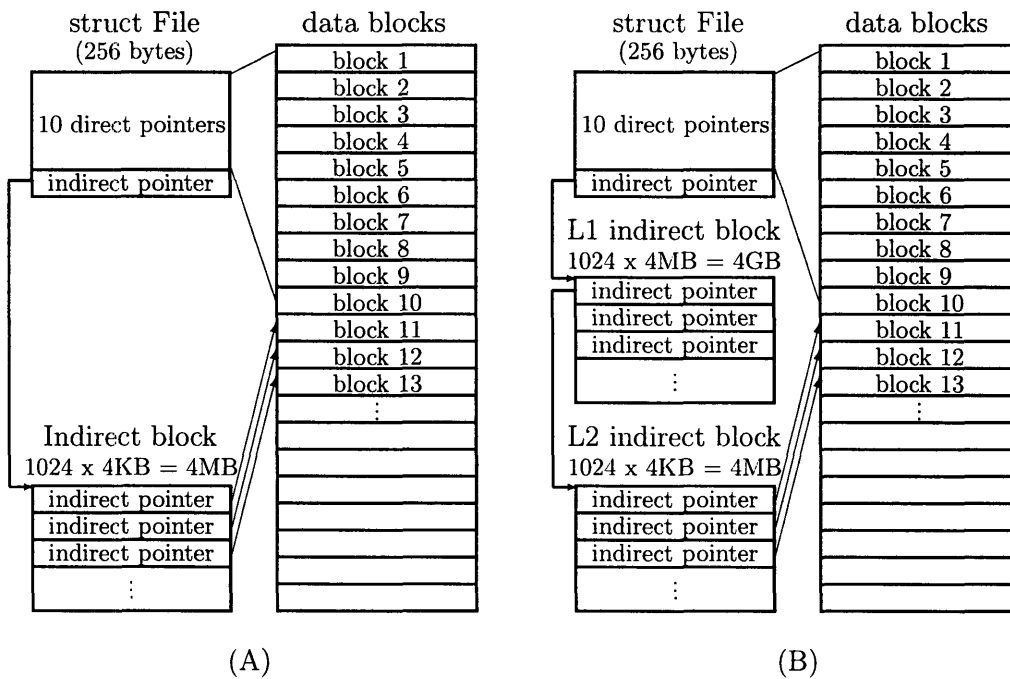 struct File
(256 bytes)
10 direct pointers
indirect pointer
Indirect block
1024 x 4KB = 4MB
indirect pointer
indirect pointer
indirect pointer
⋮
data blocks
block 1
block 2
block 3
block 4
block 5
block 6
block 7
block 8
block 9
block 10
block 11
block 12
block 13
⋮
(A)
struct File
(256 bytes)
10 direct pointers
indirect pointer
L1 indirect block
1024 x 4MB = 4GB
indirect pointer
indirect pointer
indirect pointer
⋮
L2 indirect block
1024 x 4KB = 4MB
indirect pointer
indirect pointer
indirect pointer
⋮
data blocks
block 1
block 2
block 3
block 4
block 5
block 6
block 7
block 8
block 9
block 10
block 11
block 12
block 13
⋮
(B)